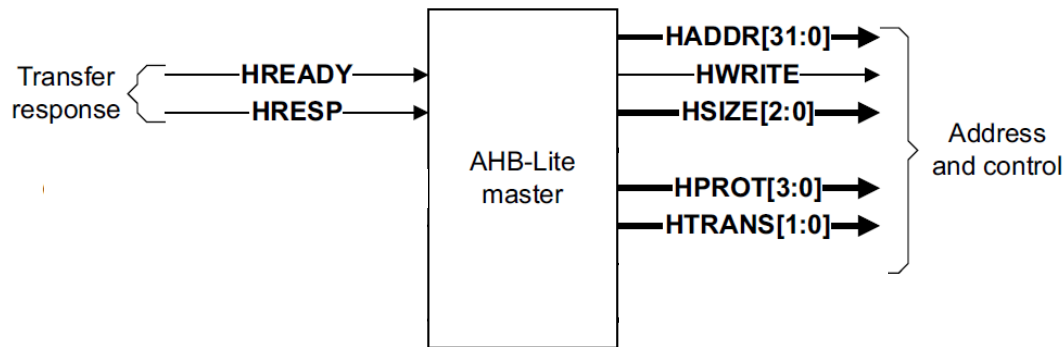 Transfer
response
HREADY
HRESP
AHB-Lite
master
HADDR[31:0]
HWRITE
HSIZE[2:0]
HPROT[3:0]
HTRANS[1:0]
Address
and control